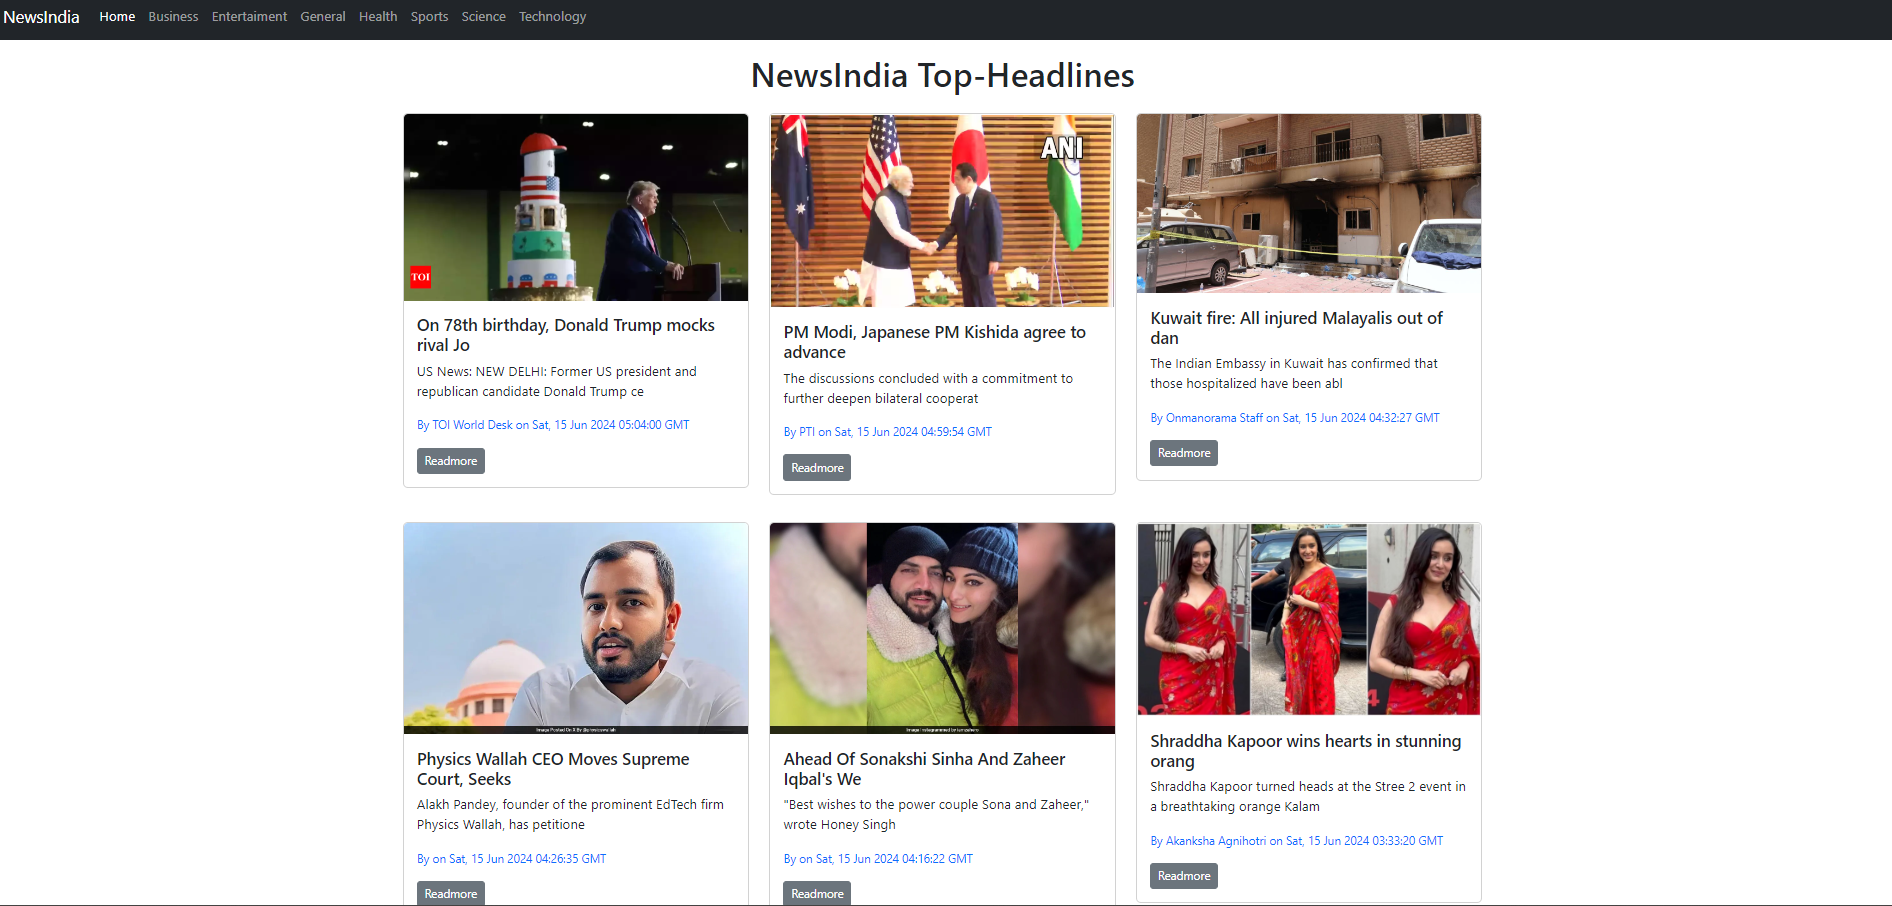 NewsIndia Home Business Entertaiment General Health Sports Science Technology
NewsIndia Top-Headlines
TOI
On 78th birthday, Donald Trump mocks
rival Jo
US News: NEW DELHI: Former US president and
republican candidate Donald Trump ce
By TOI World Desk on Sat, 15 Jun 2024 05:04:00 GMT
Readmore
ANI
PM Modi, Japanese PM Kishida agree to
advance
The discussions concluded with a commitment to
further deepen bilateral cooperat
By PTI on Sat, 15 Jun 2024 04:59:54 GMT
Readmore
Kuwait fire: All injured Malayalis out of
dan
The Indian Embassy in Kuwait has confirmed that
those hospitalized have been abl
By Onmanorama Staff on Sat, 15 Jun 2024 04:32:27 GMT
Readmore
Image Posted On X By @physicswallah
Physics Wallah CEO Moves Supreme
Court, Seeks
Alakh Pandey, founder of the prominent EdTech firm
Physics Wallah, has petitione
By on Sat, 15 Jun 2024 04:26:35 GMT
Readmore
Image Instagrammed by iamzahero
Ahead Of Sonakshi Sinha And Zaheer
Iqbal's We
"Best wishes to the power couple Sona and Zaheer,"
wrote Honey Singh
By on Sat, 15 Jun 2024 04:16:22 GMT
Readmore
Shraddha Kapoor wins hearts in stunning
orang
Shraddha Kapoor turned heads at the Stree 2 event in
a breathtaking orange Kalam
By Akanksha Agnihotri on Sat, 15 Jun 2024 03:33:20 GMT
Readmore